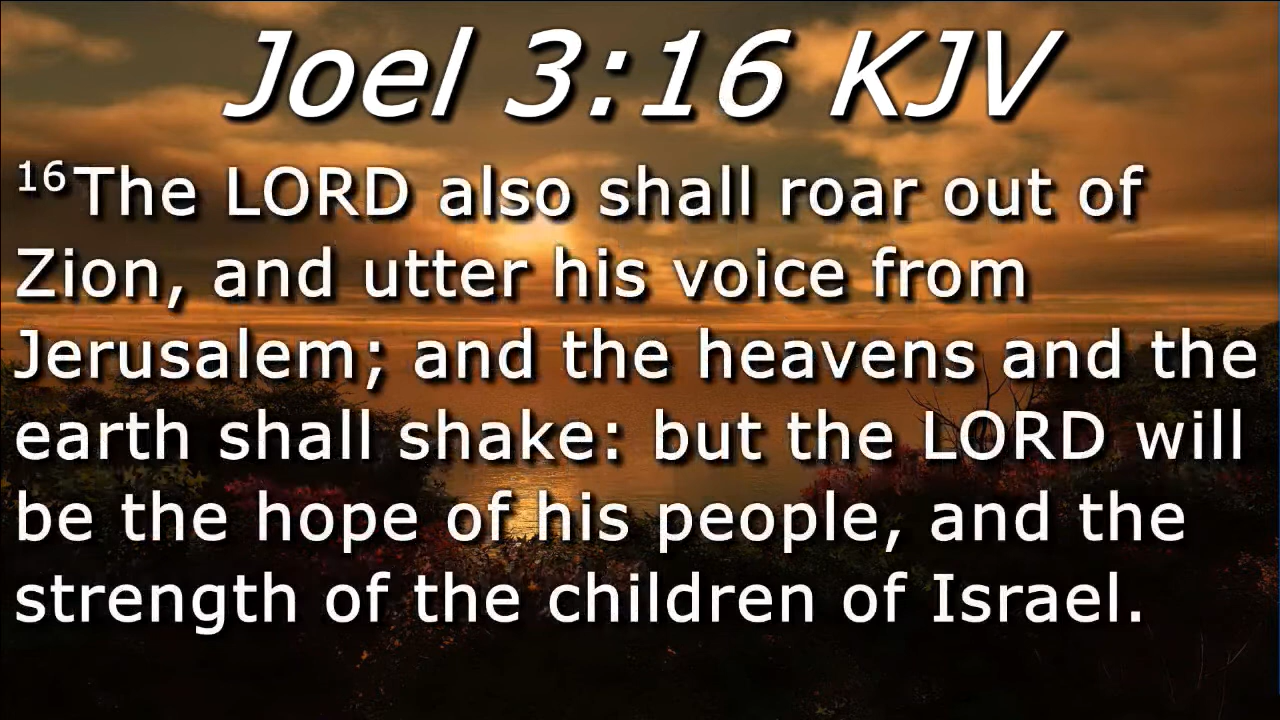 Joel 3:16 KJV
16The LORD also shall roar out of
Zion, and utter his voice from
Jerusalem; and the heavens and the
earth shall shake: but the LORD will
be the hope of his people, and the
strength of the children of Israel.